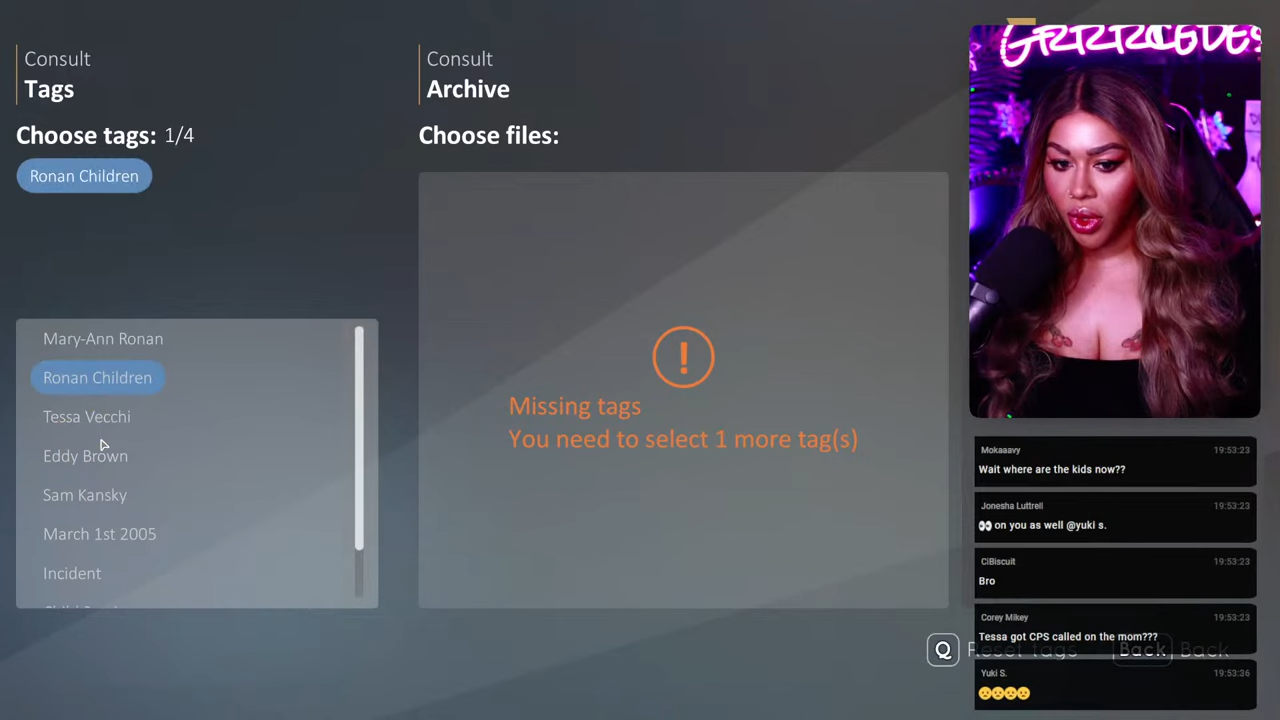 Consult
Tags
Choose tags: 1/4
Ronan Children
Mary-Ann Ronan
Ronan Children
Tessa Vecchi
Eddy Brown
Sam Kansky
March 1st 2005
Incident
Consult
Archive
Choose files:
!
Missing tags
You need to select 1 more tag(s)
GRRRCEDES
Mokaaavy 19:53:23
Wait where are the kids now??
Jonesha Luttrell 19:53:23
👀 on you as well @yuki s.
CiBiscuit 19:53:23
Bro
Corey Mikey 19:53:23
Tessa got CPS called on the mom???
Q Reset tags Back Back
Yuki S. 19:53:36